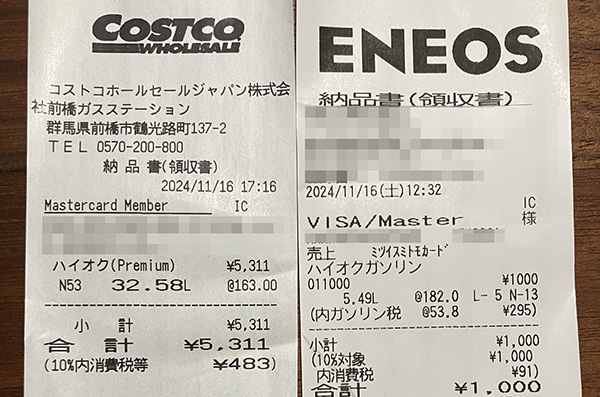 COSTCO
WHOLESALE
コストコホールセールジャパン株式会
社前橋ガスステーション
群馬県前橋市鶴光路町137-2
TEL 0570-200-800
納品書(領収書)
2024/11/16 17:16
Mastercard Member IC
ハイオク(Premium) ¥5,311
N53 32.58L @163.00
小計 ¥5,311
合計 ¥5,311
(10%内消費税等 ¥483)
ENEOS
納品書(領収書)
2024/11/16(土)12:32
IC
VISA/Master 様
売上 ミツイスミトモカード
ハイオクガソリン
011000 ¥1000
5.49L @182.0 L- 5 N-13
(内ガソリン税 @53.8 ¥295)
小計 ¥1,000
(10%対象 ¥1,000
内消費税 ¥91)
合計 ¥1,000